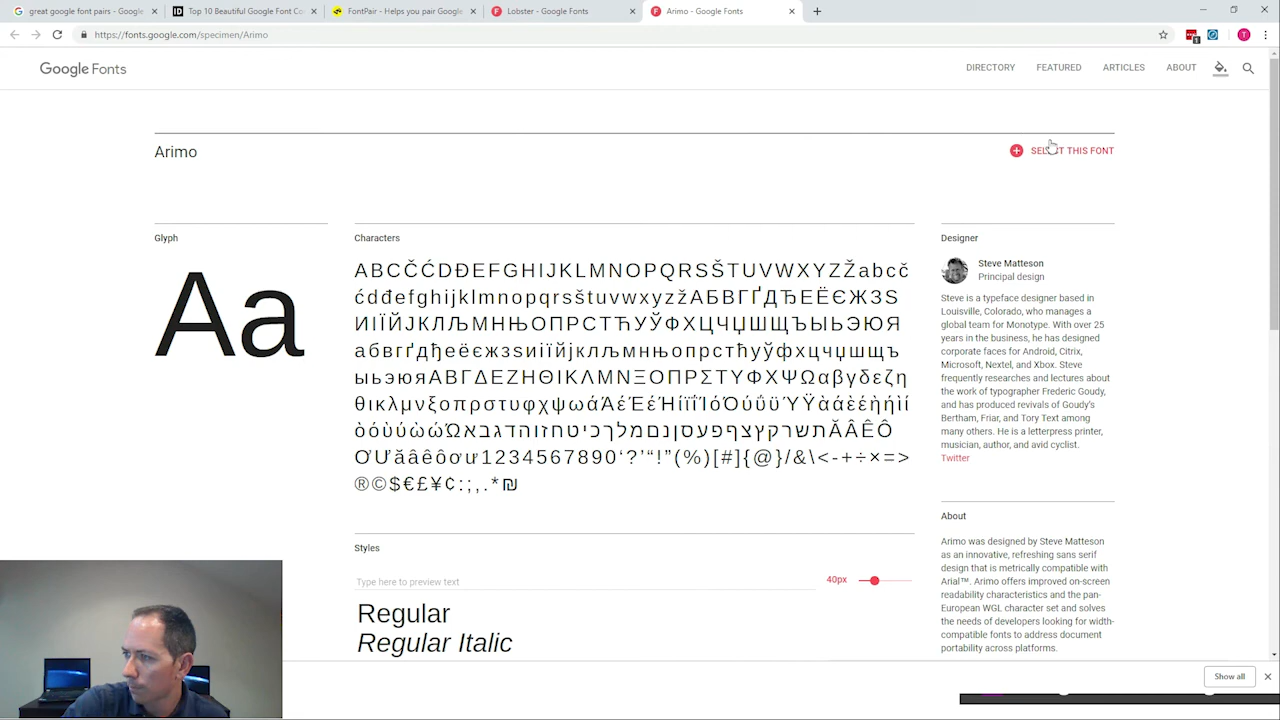 great google font pairs - Google
Top 10 Beautiful Google Font Co
FontPair - Helps you pair Google
Lobster - Google Fonts
Arimo - Google Fonts
https://fonts.google.com/specimen/Arimo
T
Google Fonts
DIRECTORY
FEATURED
ARTICLES
ABOUT
Arimo
SELECT THIS FONT
Glyph
Aa
Characters
ABCČĆDĐEFGHIJKLMNOPQRSŠTUVWXYZŽabcč
ćdđefghijklmnopqrsštuvwxyzžАБВГҐДЂЕЁЄЖЗЅ
ИІЇЙЈКЛЉМНЊОПРСТЋУЎФХЦЧЏШЩЪЫЬЭЮЯ
абвгґдђеёєжзѕиіїйјклљмнњопрстћуўфхцчџшщъ
ыьэюяΑΒΓΔΕΖΗΘΙΚΛΜΝΞΟΠΡΣΤΥΦΧΨΩαβγδεζη
θικλμνξοπρστυφχψωάΆέΈέΉίϊΐΊόΌύΰϋΎΫὰάὲέὴήὶί
ὸόὺύὼώΏאבגדהוזחטיכךלמםנןסעפףצץקרשתĂÂÊÔ
ƠƯăâêôơư1234567890‘?’“!”(%)[#]{@}/&\<-+÷×=>
®©$€£¥¢:;,.*₪
Designer
Steve Matteson
Principal design
Steve is a typeface designer based in
Louisville, Colorado, who manages a
global team for Monotype. With over 25
years in the business, he has designed
corporate faces for Android, Citrix,
Microsoft, Nextel, and Xbox. Steve
frequently researches and lectures about
the work of typographer Frederic Goudy,
and has produced revivals of Goudy's
Bertham, Friar, and Tory Text among
many others. He is a letterpress printer,
musician, author, and avid cyclist.
Twitter
About
Arimo was designed by Steve Matteson
as an innovative, refreshing sans serif
design that is metrically compatible with
Arial™. Arimo offers improved on-screen
readability characteristics and the pan-
European WGL character set and solves
the needs of developers looking for width-
compatible fonts to address document
portability across platforms.
Styles
Type here to preview text
40px
Regular
Regular Italic
Show all